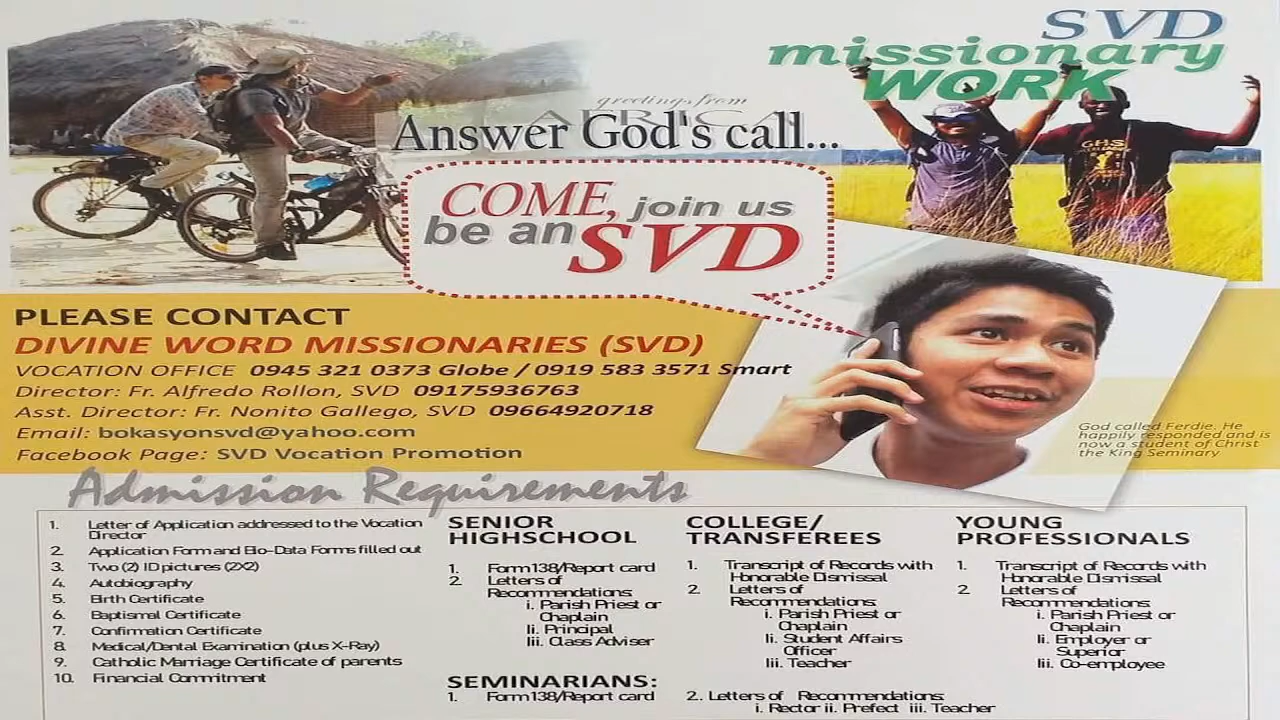 SVD
missionary
WORK
greetings from
AFRICA
Answer God's call...
COME, join us
be an SVD
GHS
PLEASE CONTACT
DIVINE WORD MISSIONARIES (SVD)
VOCATION OFFICE 0945 321 0373 Globe / 0919 583 3571 Smart
Director: Fr. Alfredo Rollon, SVD 09175936763
Asst. Director: Fr. Nonito Gallego, SVD 09664920718
Email: bokasyonsvd@yahoo.com
Facebook Page: SVD Vocation Promotion
God called Ferdie. He
happily responded and is
now a student of Christ
the King Seminary
Admission Requirements
1. Letter of Application addressed to the Vocation
Director
2. Application Form and Bio-Data Forms filled out
3. Two (2) ID pictures (2X2)
4. Autobiography
5. Birth Certificate
6. Baptismal Certificate
7. Confirmation Certificate
8. Medical/Dental Examination (plus X-Ray)
9. Catholic Marriage Certificate of parents
10. Financial Commitment
SENIOR
HIGHSCHOOL
1. Form 138/Report card
2. Letters of
Recommendations:
i. Parish Priest or
Chaplain
Ii. Principal
Iii. Class Adviser
COLLEGE/
TRANSFEREES
1. Transcript of Records with
Honorable Dismissal
2. Letters of
Recommendations:
i. Parish Priest or
Chaplain
Ii. Student Affairs
Officer
Iii. Teacher
YOUNG
PROFESSIONALS
1. Transcript of Records with
Honorable Dismissal
2. Letters of
Recommendations:
i. Parish Priest or
Chaplain
Ii. Employer or
Superior
Iii. Co-employee
SEMINARIANS:
1. Form 138/Report card
2. Letters of Recommendations:
i. Rector ii. Prefect iii. Teacher